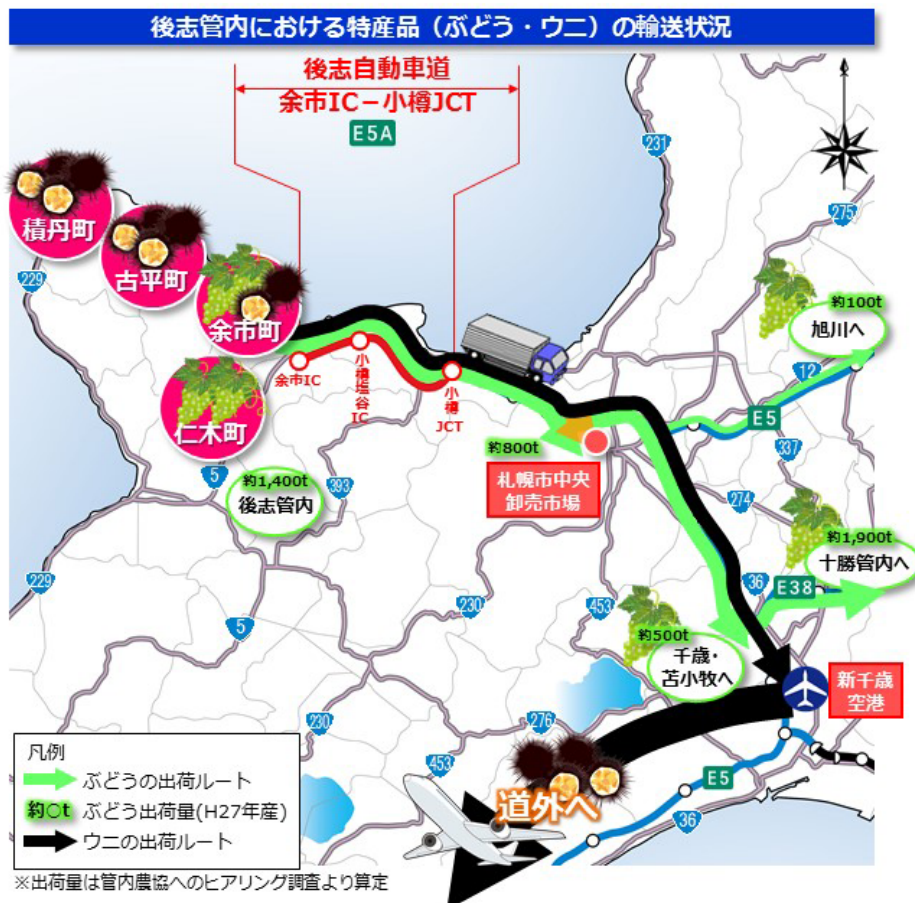 後志管内における特産品（ぶどう・ウニ）の輸送状況
後志自動車道
余市IC－小樽JCT
E5A
231
275
積丹町
229
古平町
余市町
仁木町
余市IC
小樽塩谷IC
小樽
JCT
約100t
旭川へ
12
E5
337
約800t
札幌市中央
卸売市場
5
約1,400t
後志管内
393
274
約1,900t
十勝管内へ
E38
36
229
5
230
453
約500t
千歳・
苫小牧へ
新千歳
空港
230
276
453
道外へ
E5
36
凡例
ぶどうの出荷ルート
約○t ぶどう出荷量(H27年産)
ウニの出荷ルート
※出荷量は管内農協へのヒアリング調査より算定